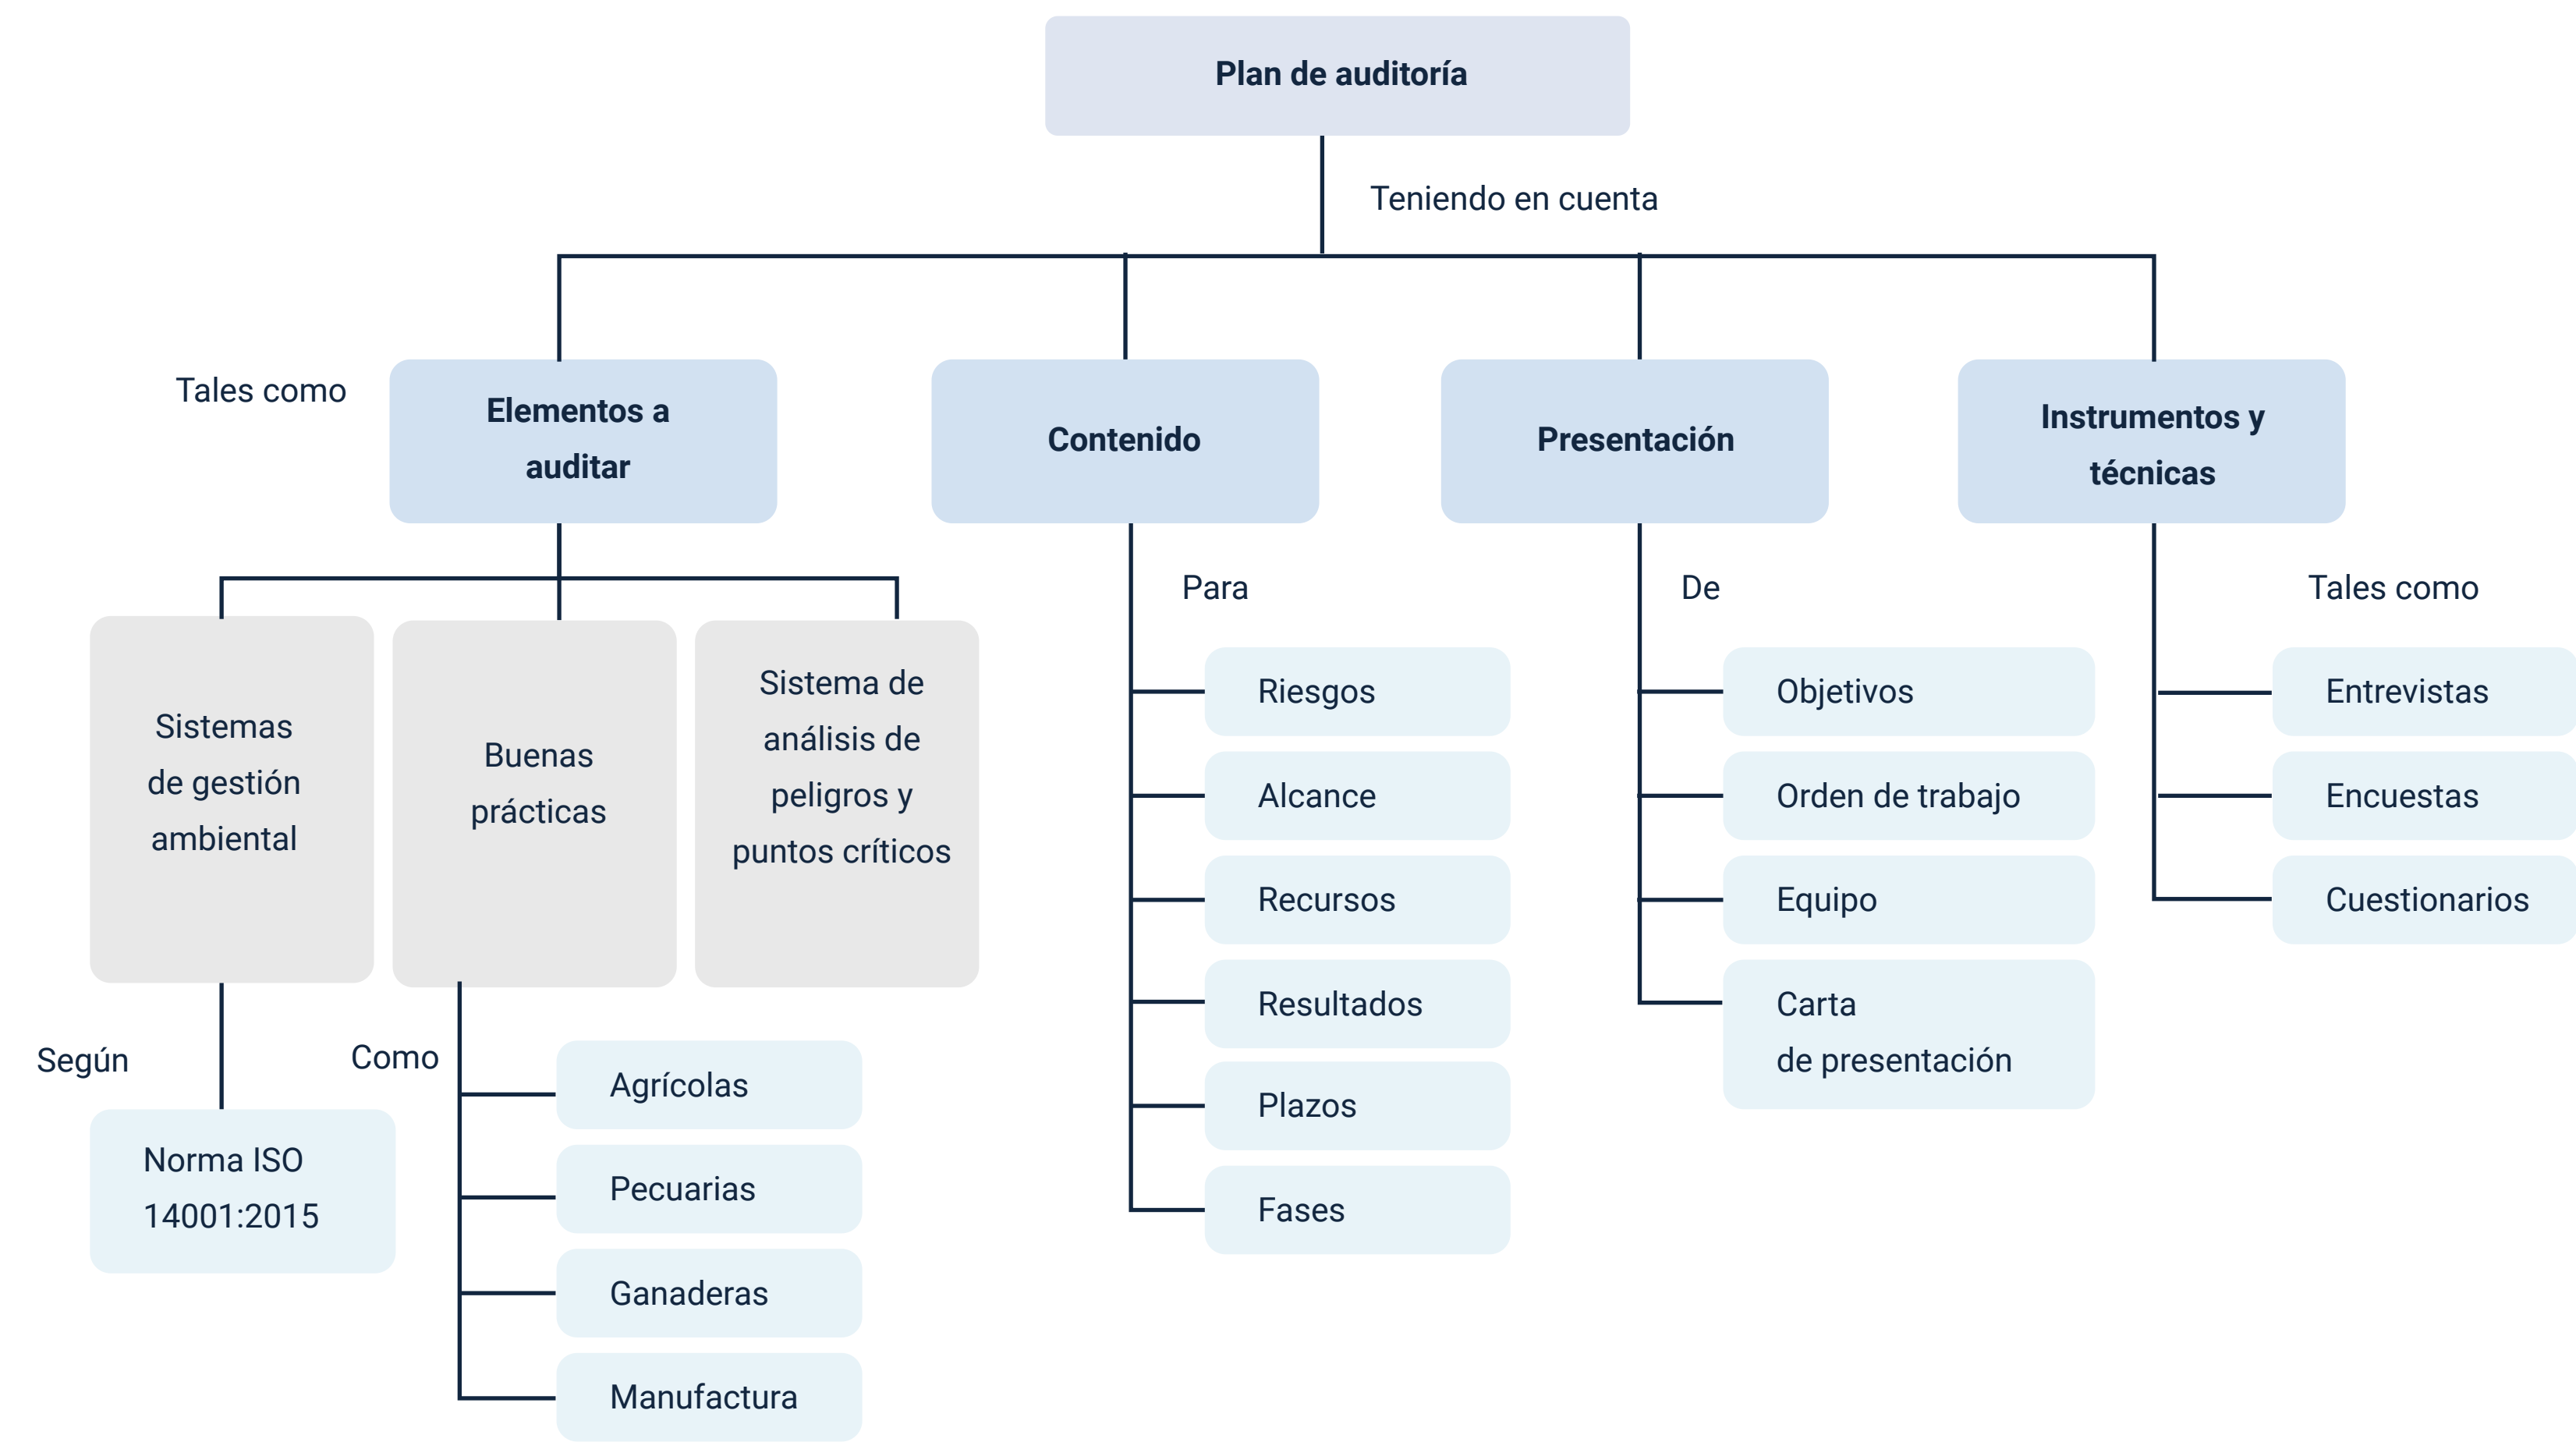 Plan de auditoría
Teniendo en cuenta
Tales como
Elementos a
auditar
Contenido
Presentación
Instrumentos y
técnicas
Sistemas
de gestión
ambiental
Según
Norma ISO
14001:2015
Buenas
prácticas
Como
Agrícolas
Pecuarias
Ganaderas
Manufactura
Sistema de
análisis de
peligros y
puntos críticos
Para
Riesgos
Alcance
Recursos
Resultados
Plazos
Fases
De
Objetivos
Orden de trabajo
Equipo
Carta
de presentación
Tales como
Entrevistas
Encuestas
Cuestionarios